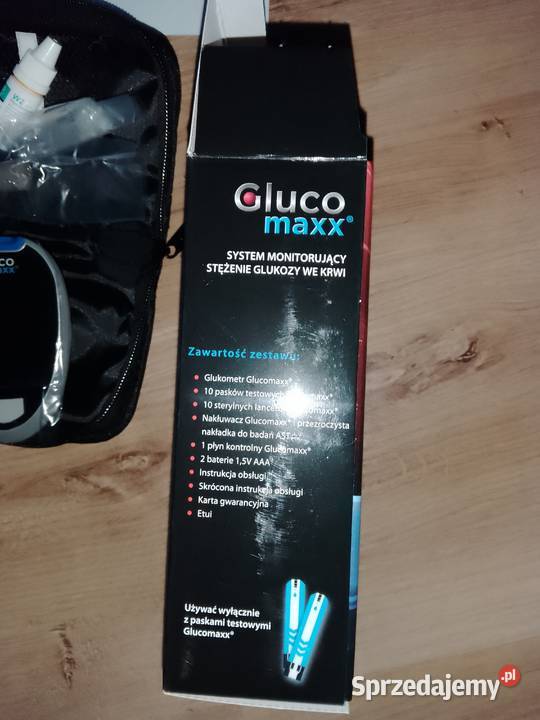 Gluco
maxx®
SYSTEM MONITORUJĄCY
STĘŻENIE GLUKOZY WE KRWI
Zawartość zestawu:
• Glukometr Glucomaxx®
• 10 pasków testowych
• 10 sterylnych
• Nakłuwacz Glucomaxx® przezroczysta
nakładka do badań AST
• 1 płyn kontrolny Glucomaxx®
• 2 baterie 1,5V AAA
• Instrukcja obsługi
• Skrócona instrukcja obsługi
• Karta gwarancyjna
• Etui
Używać wyłącznie
z paskami testowymi
Glucomaxx®
Sprzedajemy.pl